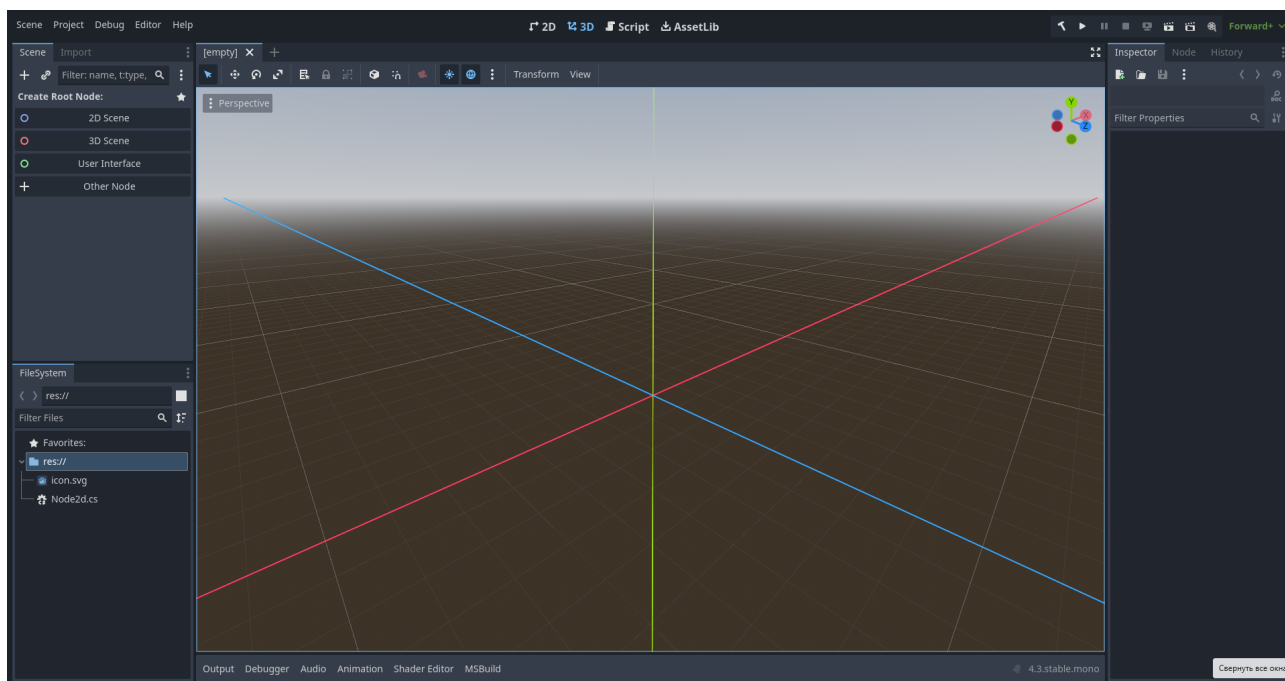 Scene Project Debug Editor Help
2D 3D Script AssetLib
Forward+
Scene Import
[empty]
Inspector Node History
Filter: name, t:type,
Transform View
Create Root Node:
Perspective
Y
X
Z
DOC
2D Scene
Filter Properties
3D Scene
User Interface
Other Node
FileSystem
res://
Filter Files
Favorites:
res://
icon.svg
Node2d.cs
Output Debugger Audio Animation Shader Editor MSBuild
4.3.stable.mono
Свернуть все окна